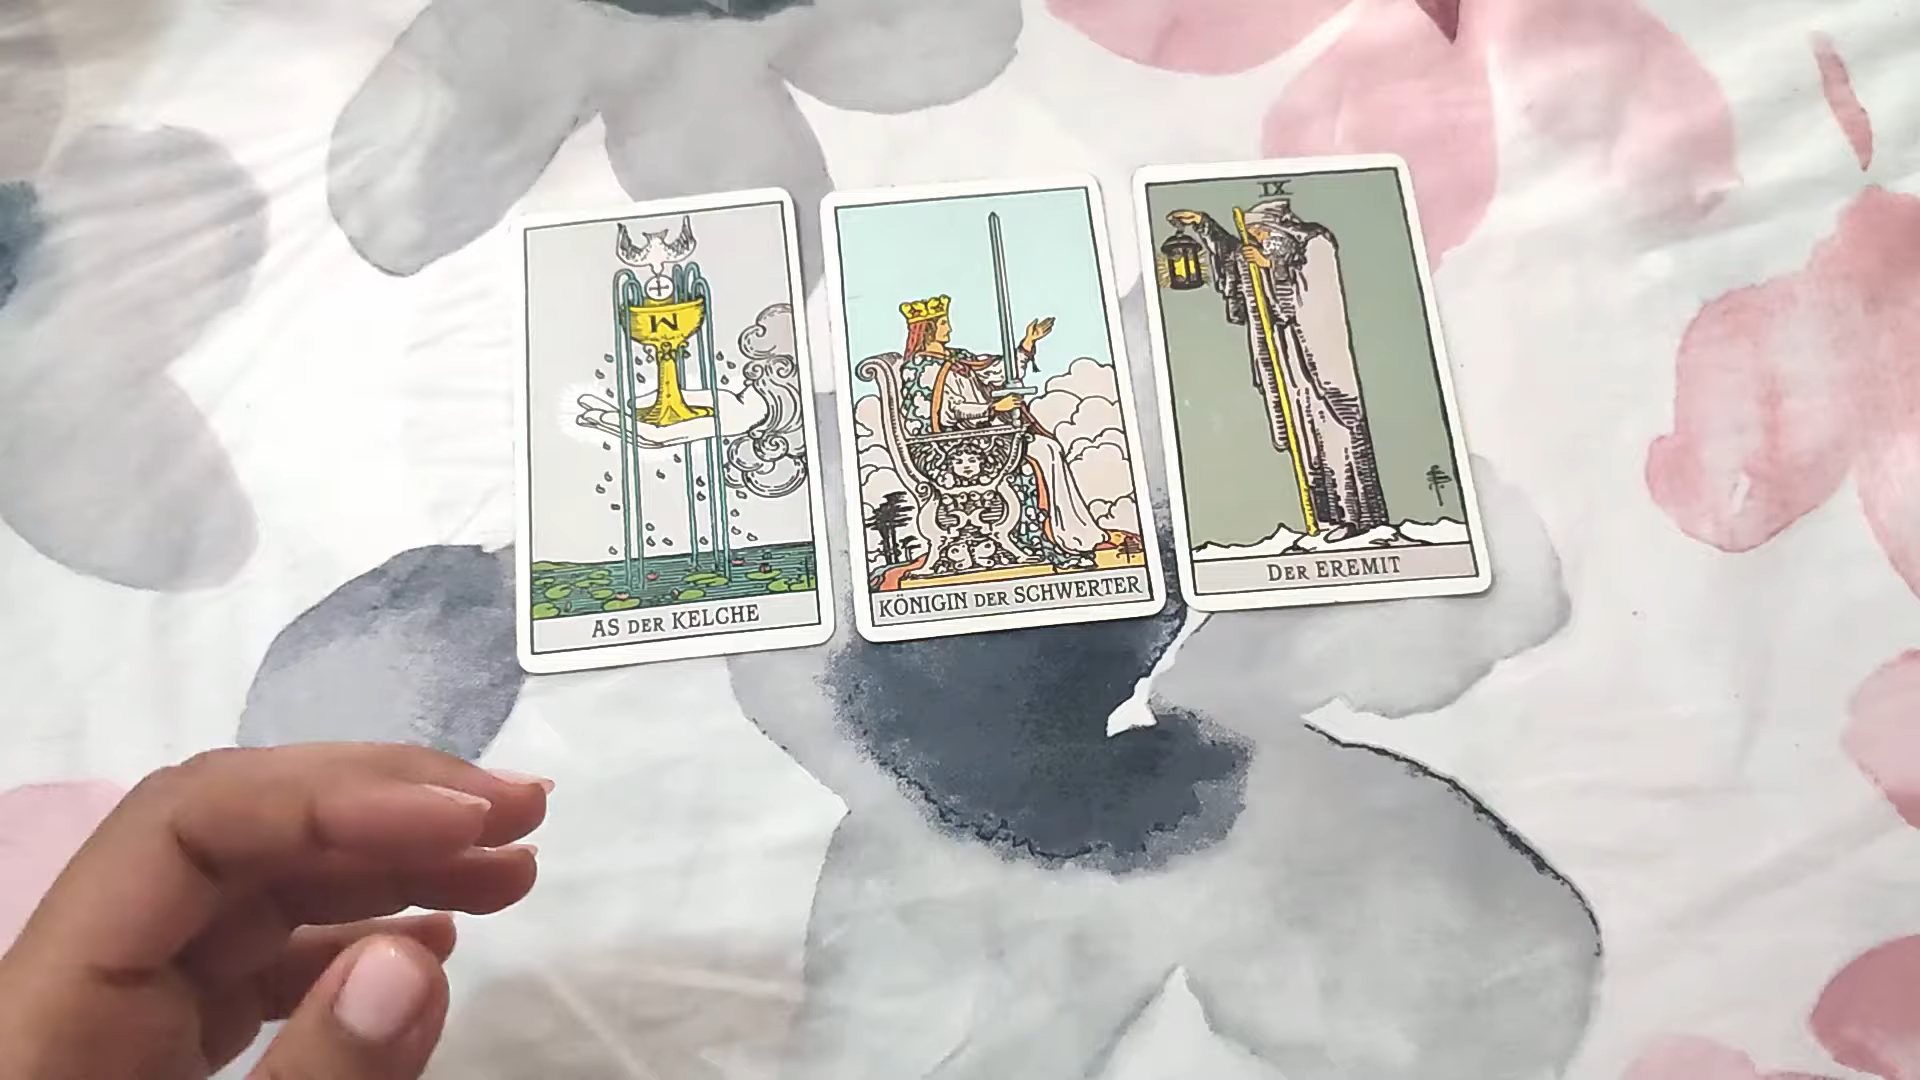 AS DER KELCHE
KÖNIGIN DER SCHWERTER
IX
DER EREMIT